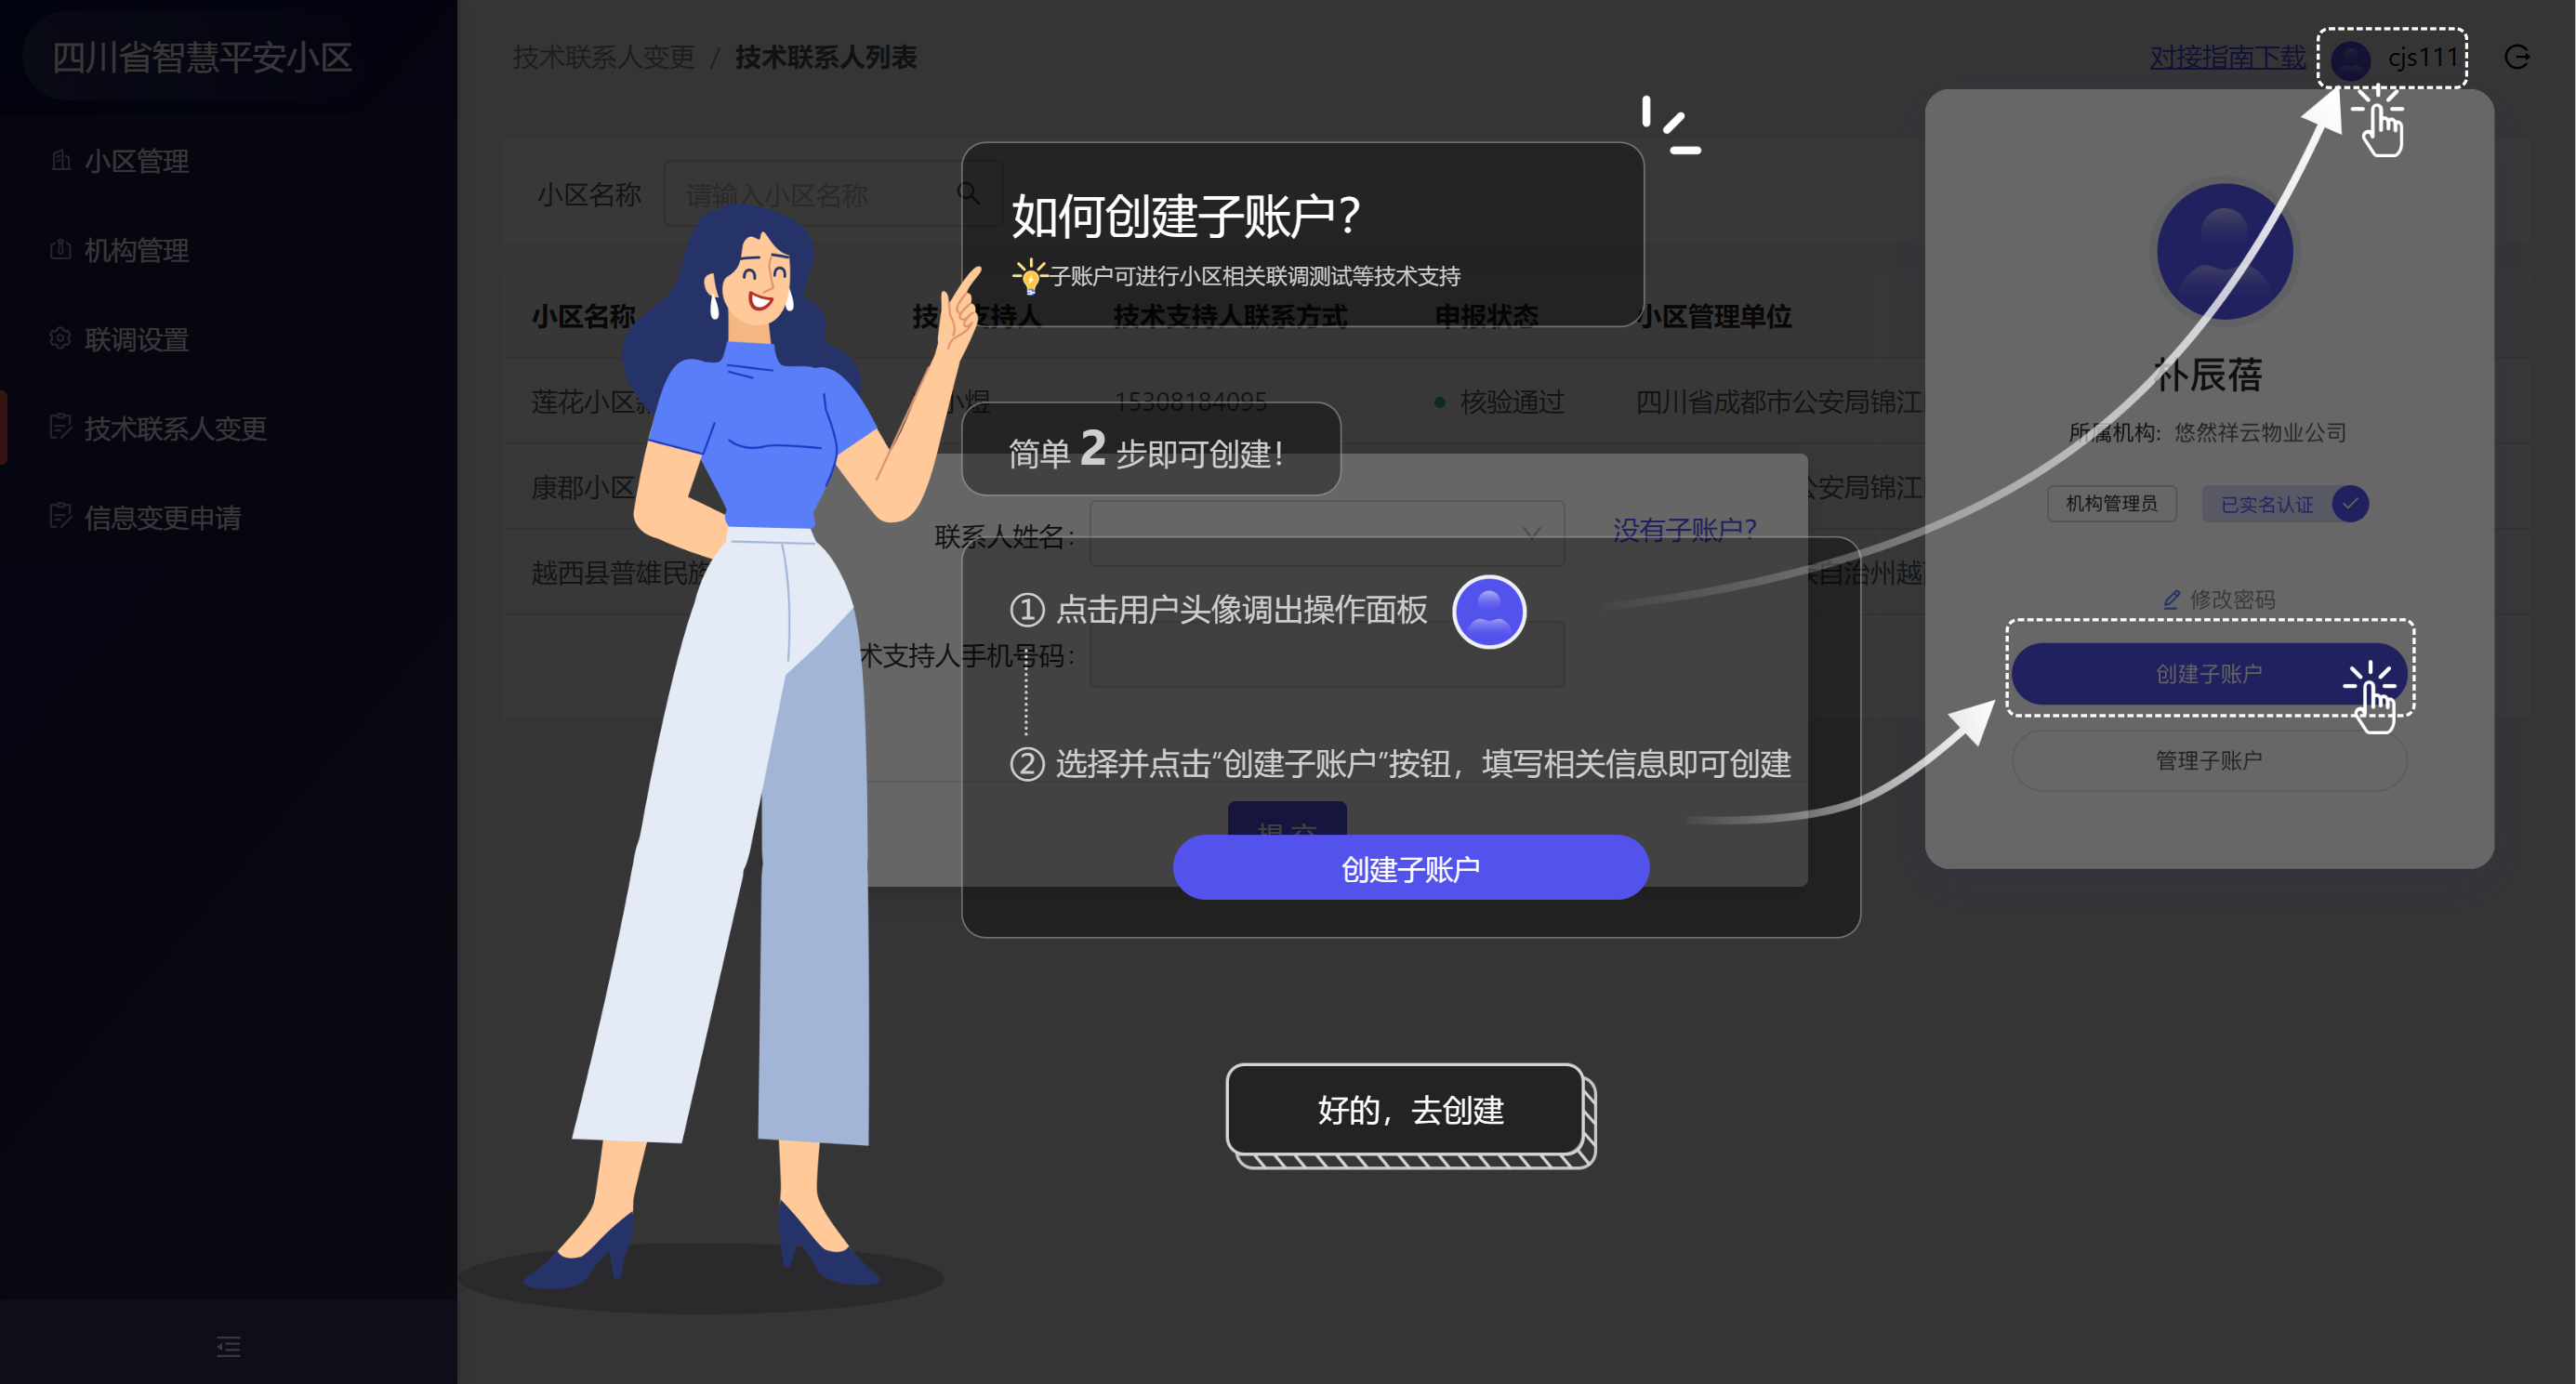 四川省智慧平安小区
小区管理
机构管理
联调设置
技术联系人变更
信息变更申请
技术联系人变更 / 技术联系人列表
对接指南下载
cjs111
小区名称
请输入小区名称
如何创建子账户？
子账户可进行小区相关联调测试等技术支持
小区名称 技 支持人 技术支持人联系方式 申报状态 小区管理单位
莲花小区 小煜 15308184095 核验通过 四川省成都市公安局锦江
康郡小区 公安局锦江
越西县普雄民族 族自治州越
简单 2 步即可创建！
联系人姓名：
没有子账户？
① 点击用户头像调出操作面板
术支持人手机号码：
② 选择并点击“创建子账户”按钮，填写相关信息即可创建
提 交
创建子账户
好的，去创建
朴辰蓓
所属机构：悠然祥云物业公司
机构管理员
已实名认证
修改密码
创建子账户
管理子账户